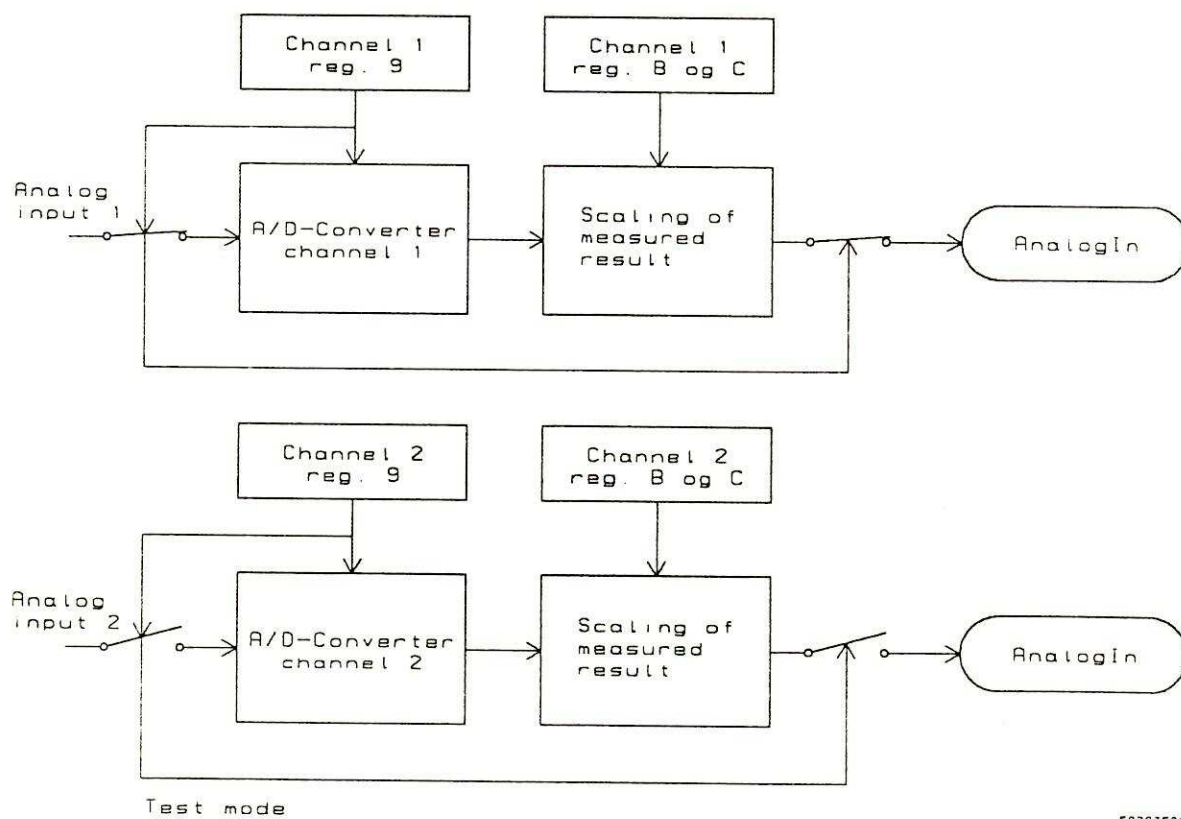 Channel 1
reg. 9
Channel 1
reg. B og C
Analog
input 1
A/D-Converter
channel 1
Scaling of
measured
result
AnalogIn
Channel 2
reg. 9
Channel 2
reg. B og C
Analog
input 2
A/D-Converter
channel 2
Scaling of
measured
result
AnalogIn
Test mode